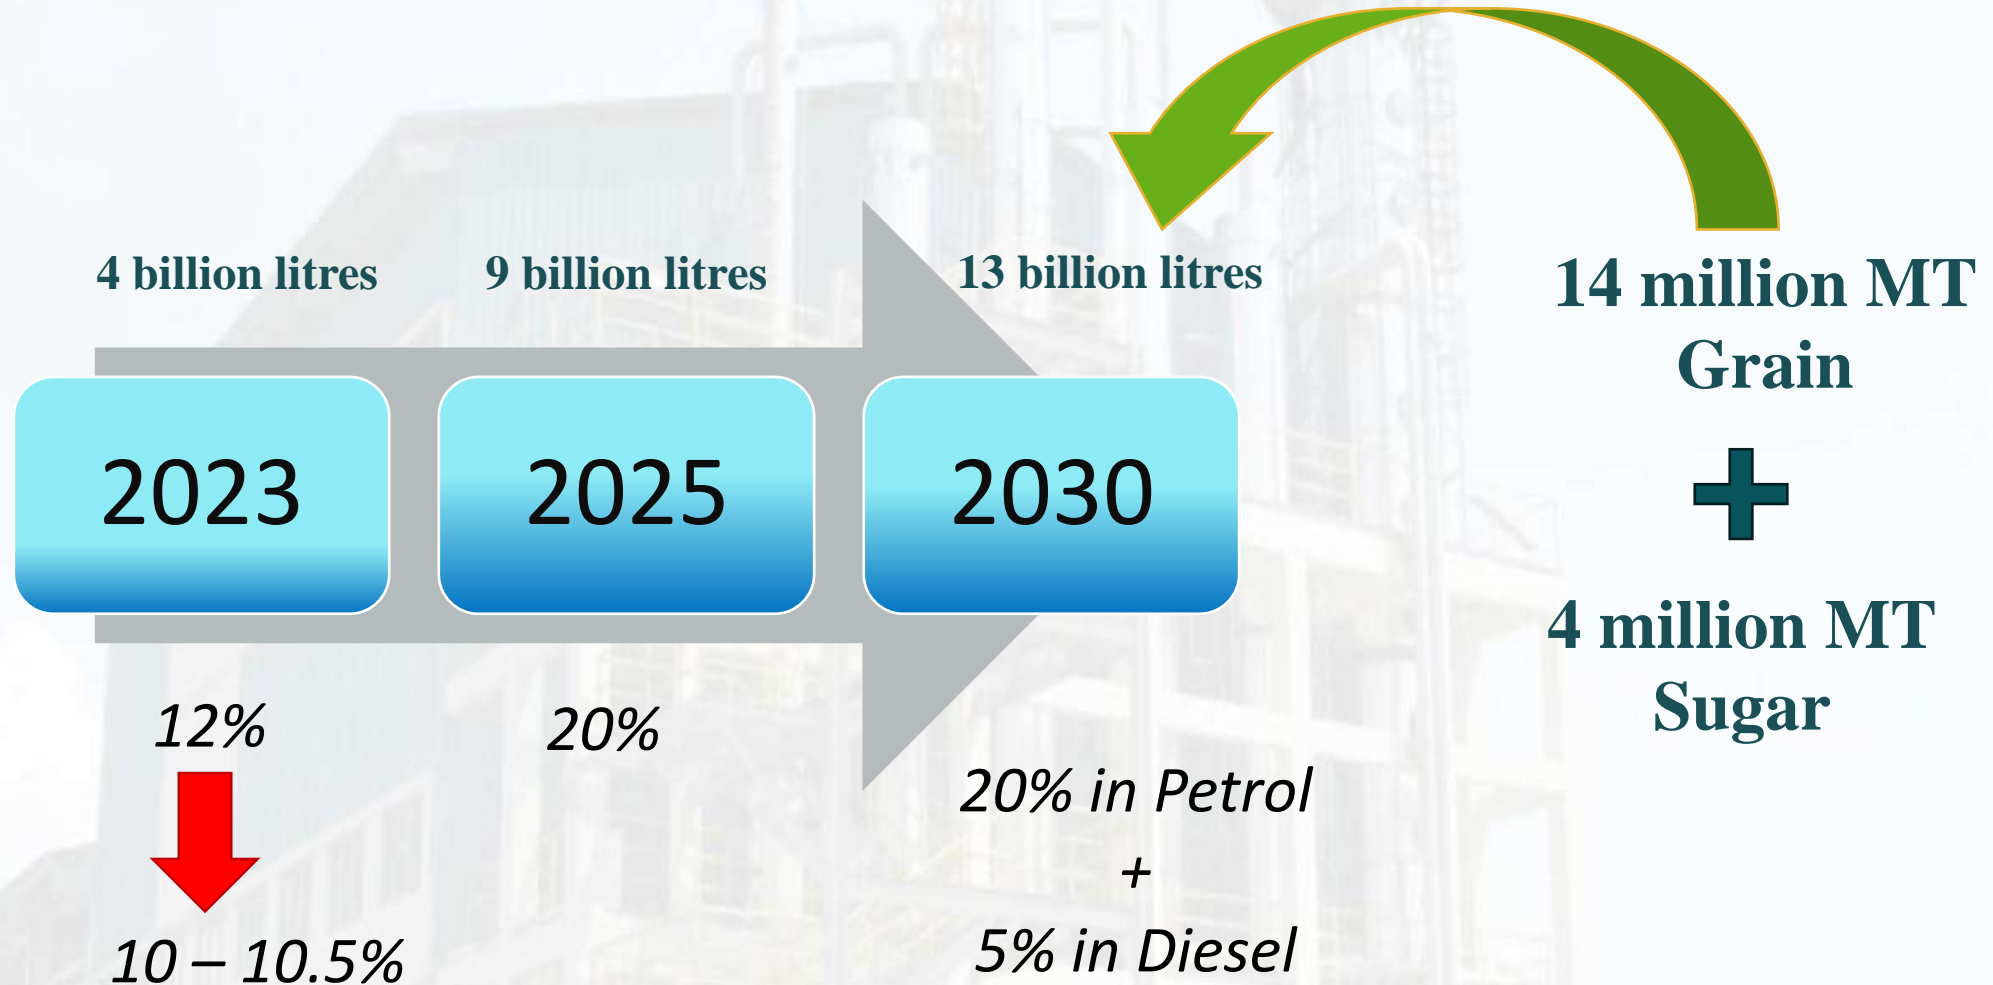 4 billion litres
9 billion litres
13 billion litres
2023
2025
2030
12%
10 – 10.5%
20%
20% in Petrol
+
5% in Diesel
14 million MT
Grain
4 million MT
Sugar